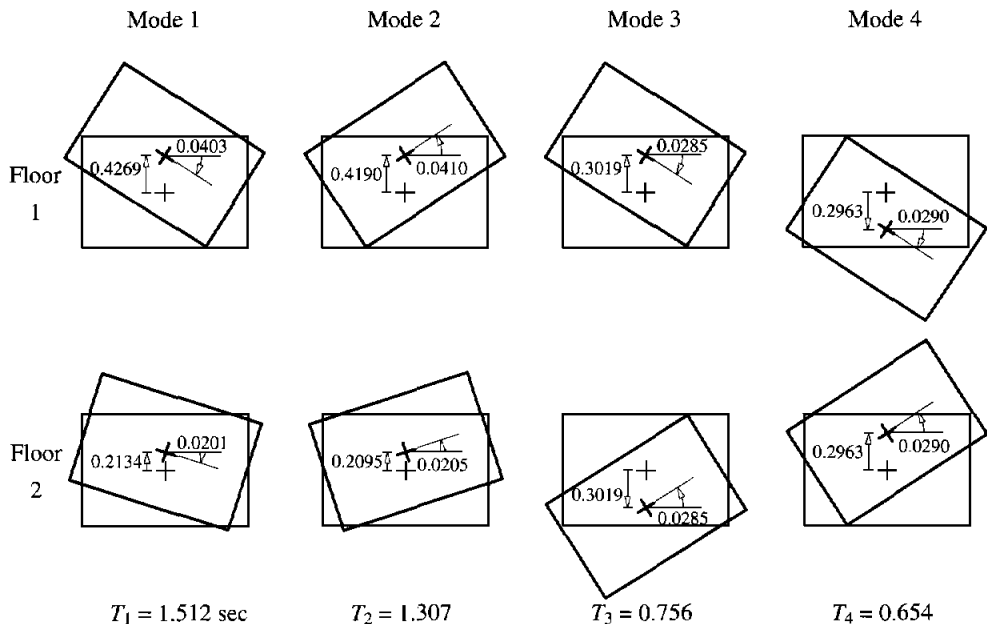 Mode 1 Mode 2 Mode 3 Mode 4
Floor
1
0.4269 0.0403
0.4190 0.0410
0.3019 0.0285
0.2963 0.0290
Floor
2
0.2134 0.0201
0.2095 0.0205
0.3019 0.0285
0.2963 0.0290
T1 = 1.512 sec T2 = 1.307 T3 = 0.756 T4 = 0.654